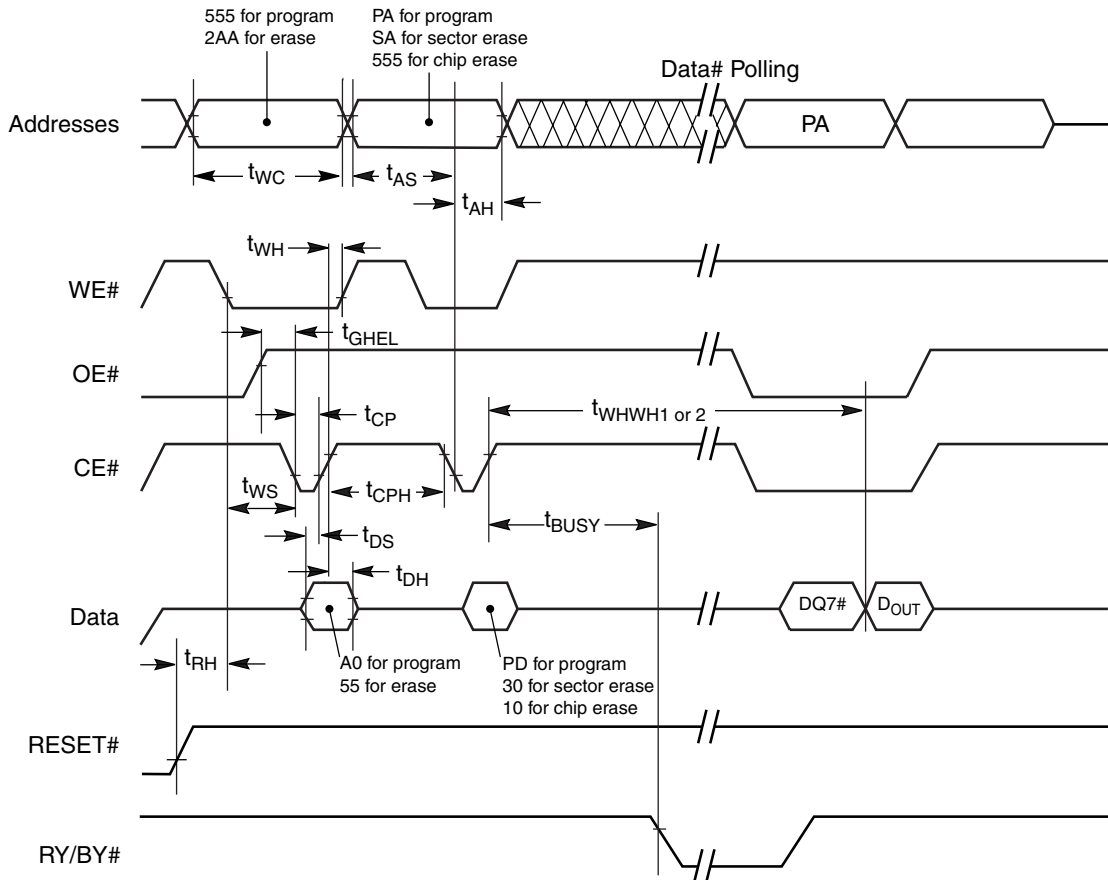 555 for program
2AA for erase
PA for program
SA for sector erase
555 for chip erase
Data# Polling
Addresses
PA
tWC
tAS
tAH
tWH
WE#
tGHEL
OE#
tWHWH1 or 2
tCP
CE#
tWS
tCPH
tBUSY
tDS
tDH
Data
DQ7#
DOUT
tRH
A0 for program
55 for erase
PD for program
30 for sector erase
10 for chip erase
RESET#
RY/BY#